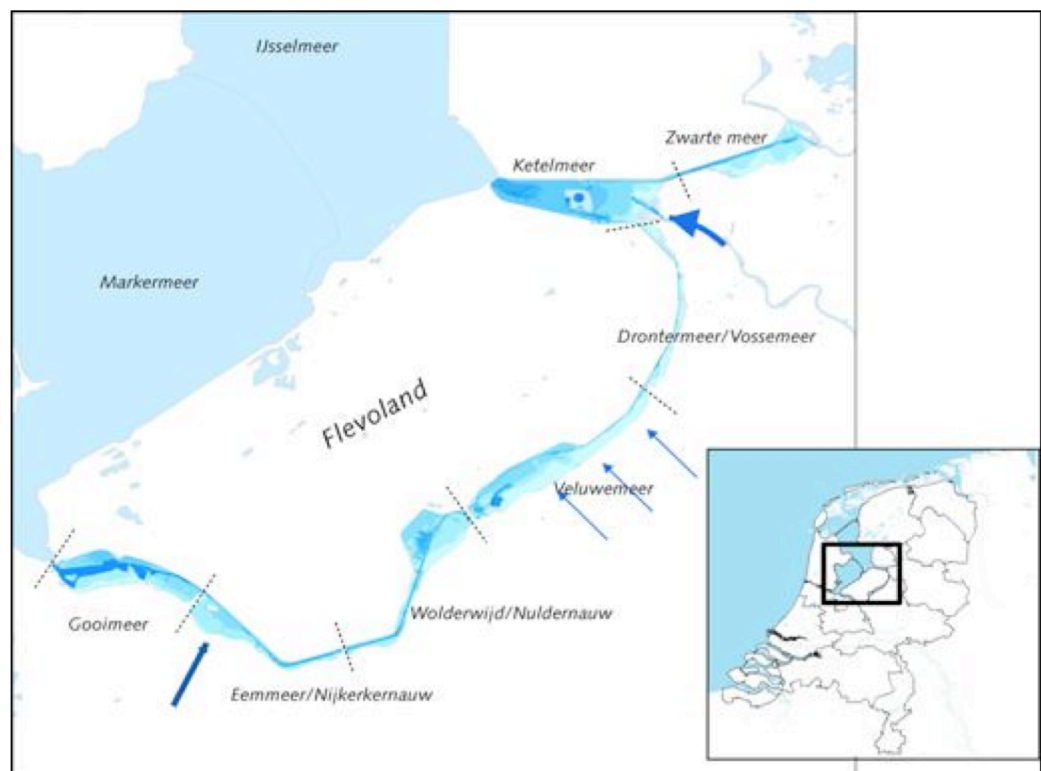 IJsselmeer
Zwarte meer
Ketelmeer
Markermeer
Drontermeer/Vossemeer
Flevoland
Veluwemeer
Wolderwijd/Nuldernauw
Gooimeer
Eemmeer/Nijkerkernauw